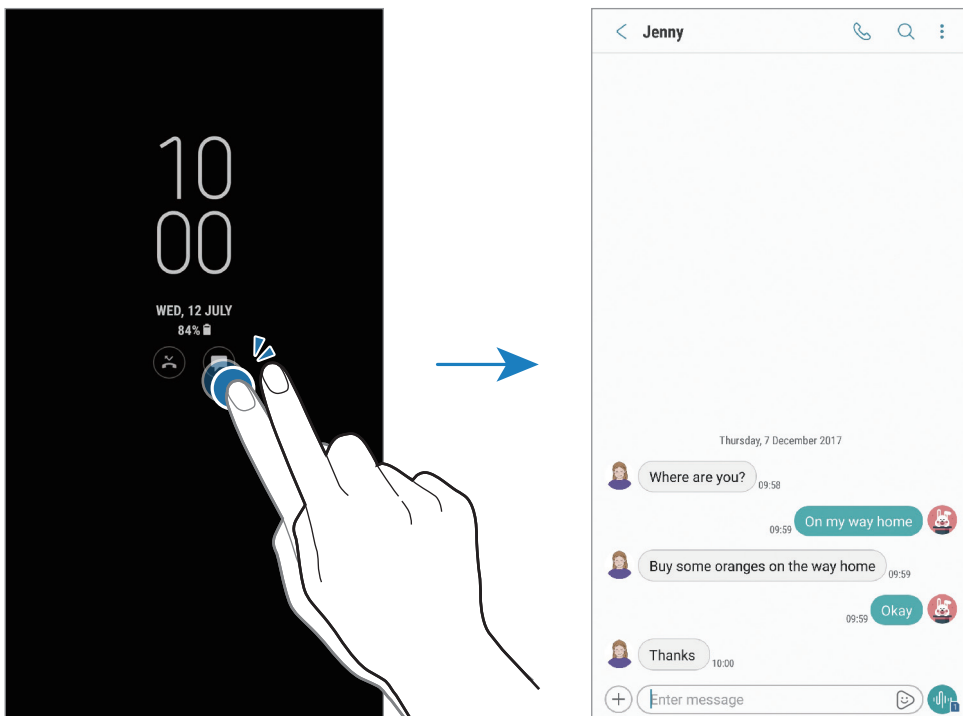 10
00
WED, 12 JULY
84%
Jenny
Thursday, 7 December 2017
Where are you?
09:58
On my way home
09:59
Buy some oranges on the way home
09:59
Okay
09:59
Thanks
10:00
Enter message
1